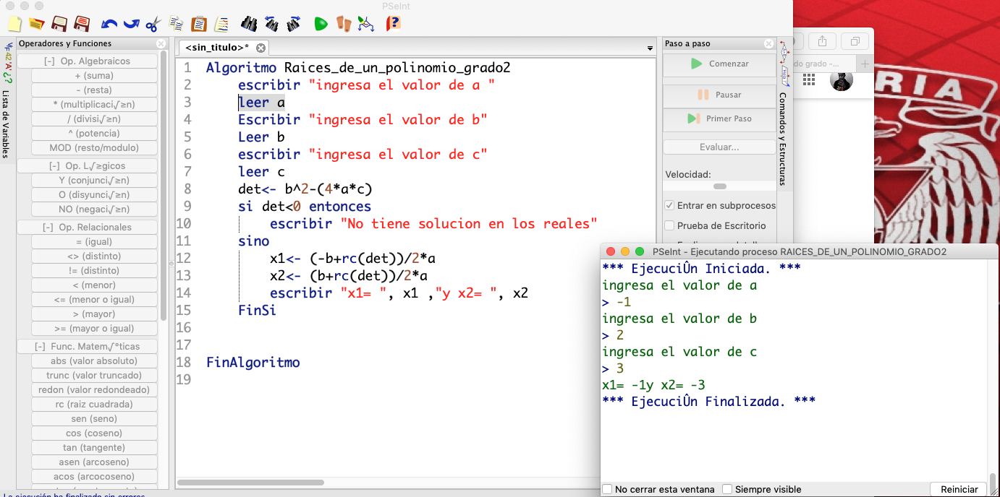 PSeInt
Operadores y Funciones
[-] Op. Algebraicos
+ (suma)
- (resta)
* (multiplicaci√≥n)
/ (divisi√≥n)
^ (potencia)
MOD (resto/modulo)
[-] Op. L√≥gicos
Y (conjunci√≥n)
O (disyunci√≥n)
NO (negaci√≥n)
[-] Op. Relacionales
= (igual)
<> (distinto)
!= (distinto)
< (menor)
<= (menor o igual)
> (mayor)
>= (mayor o igual)
[-] Func. Matem√°ticas
abs (valor absoluto)
trunc (valor truncado)
redon (valor redondeado)
rc (raiz cuadrada)
sen (seno)
cos (coseno)
tan (tangente)
asen (arcoseno)
acos (arcocoseno)
Lista de Variables
<sin_titulo>*
1 Algoritmo Raices_de_un_polinomio_grado2
2 escribir "ingresa el valor de a "
3 leer a
4 Escribir "ingresa el valor de b"
5 Leer b
6 escribir "ingresa el valor de c"
7 leer c
8 det<- b^2-(4*a*c)
9 si det<0 entonces
10 escribir "No tiene solucion en los reales"
11 sino
12 x1<- (-b+rc(det))/2*a
13 x2<- (b+rc(det))/2*a
14 escribir "x1= ", x1 ,"y x2= ", x2
15 FinSi
16
17
18 FinAlgoritmo
19
Paso a paso
Comenzar
Pausar
Primer Paso
Evaluar...
Velocidad:
Entrar en subprocesos
Prueba de Escritorio
Comandos y Estructuras
do grado -...
RIA
PSeInt - Ejecutando proceso RAICES_DE_UN_POLINOMIO_GRADO2
*** EjecuciÛn Iniciada. ***
ingresa el valor de a
> -1
ingresa el valor de b
> 2
ingresa el valor de c
> 3
x1= -1y x2= -3
*** EjecuciÛn Finalizada. ***
No cerrar esta ventana
Siempre visible
Reiniciar
La ejecución ha finalizado sin errores.